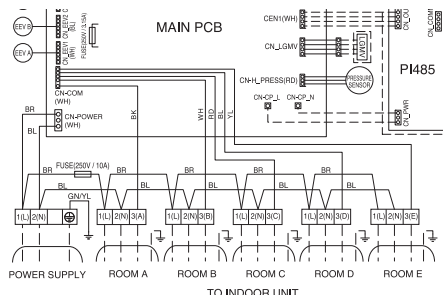 EEV B
EEV A
CN_EEV2 C
(BL)
CN_EEV1
(WH)
FUSE(250V / 3.15A)
MAIN PCB
CEN1(WH)
CN_OU
CN_COM(
CN_LGMV
LGMV
PI485
CN-H_PRESS(RD)
PRESSURE
SENSOR
CN-CP_L
CN-CP_N
CN_PWR
CN-COM
(WH)
CN-POWER
(WH)
BR
BL
BK
WH
RD
BL
YL
FUSE(250V / 10A)
BR
BR
BR
BR
BR
BL
BL
BL
BL
BL
GN/YL
1(L) 2(N)
1(L) 2(N) 3(A)
1(L) 2(N) 3(B)
1(L) 2(N) 3(C)
1(L) 2(N) 3(D)
1(L) 2(N) 3(E)
POWER SUPPLY
ROOM A
ROOM B
ROOM C
ROOM D
ROOM E
TO INDOOR UNIT